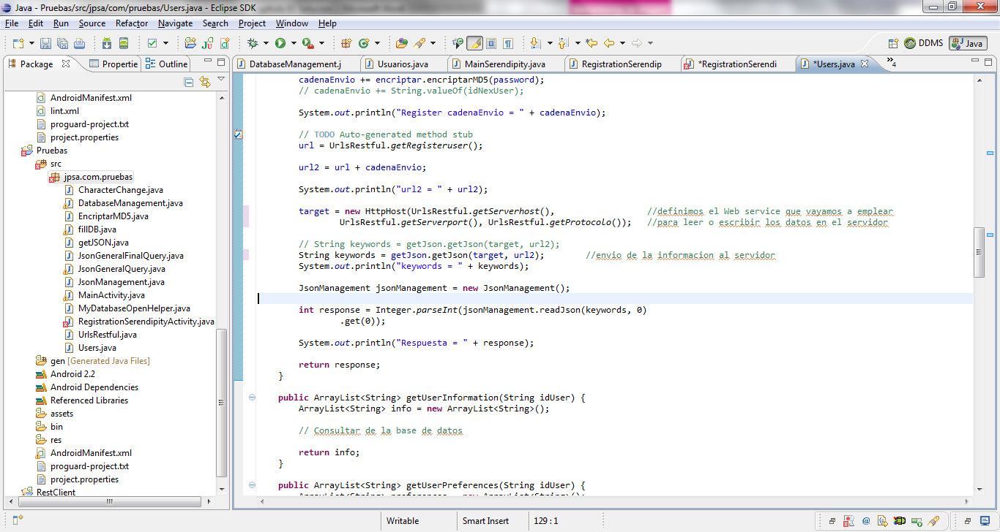 Java - Pruebas/src/jpsa/com/pruebas/Users.java - Eclipse SDK
File Edit Run Source Refactor Navigate Search Project Window Help
DDMS Java
Package Propertie Outline
DatabaseManagement.j Usuarios.java MainSerendipity.java RegistrationSerendip *RegistrationSerendi *Users.java 4
AndroidManifest.xml
lint.xml
proguard-project.txt
project.properties
Pruebas
src
jpsa.com.pruebas
CharacterChange.java
DatabaseManagement.java
EncriptarMD5.java
fillDB.java
getJSON.java
JsonGeneralFinalQuery.java
JsonGeneralQuery.java
JsonManagement.java
MainActivity.java
MyDatabaseOpenHelper.java
RegistrationSerendipityActivity.java
UrlsRestful.java
Users.java
gen [Generated Java Files]
Android 2.2
Android Dependencies
Referenced Libraries
assets
bin
res
AndroidManifest.xml
proguard-project.txt
project.properties
RestClient
cadenaEnvio += encriptar.encriptarMD5(password);
// cadenaEnvio += String.valueOf(idNexUser);
System.out.println("Register cadenaEnvio = " + cadenaEnvio);
// TODO Auto-generated method stub
url = UrlsRestful.getRegisteruser();
url2 = url + cadenaEnvio;
System.out.println("url2 = " + url2);
target = new HttpHost(UrlsRestful.getServerhost(), //definimos el Web service que vayamos a emplear
UrlsRestful.getServerport(), UrlsRestful.getProtocolo()); //para leer o escribir los datos en el servidor
// String keywords = getJson.getJson(target, url2);
String keywords = getJson.getJson(target, url2); //envio de la informacion al servidor
System.out.println("keywords = " + keywords);
JsonManagement jsonManagement = new JsonManagement();
int response = Integer.parseInt(jsonManagement.readJson(keywords, 0)
.get(0));
System.out.println("Respuesta = " + response);
return response;
}
public ArrayList<String> getUserInformation(String idUser) {
ArrayList<String> info = new ArrayList<String>();
// Consultar de la base de datos
return info;
}
public ArrayList<String> getUserPreferences(String idUser) {
ArrayList<String> preferences = new ArrayList<String>();
Writable Smart Insert 129 : 1